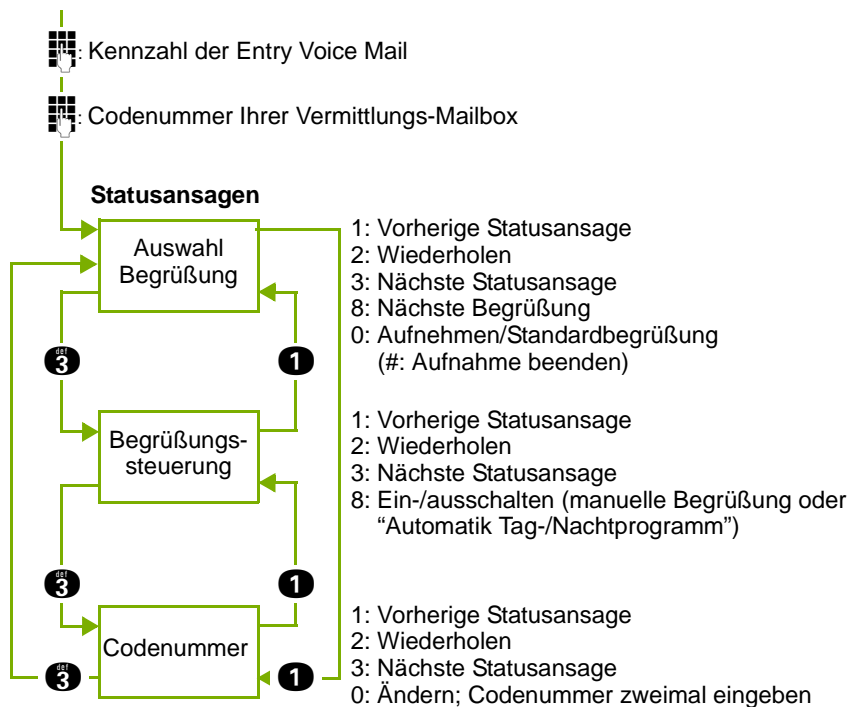 : Kennzahl der Entry Voice Mail
: Codenummer Ihrer Vermittlungs-Mailbox
Statusansagen
Auswahl
Begrüßung
1: Vorherige Statusansage
2: Wiederholen
3: Nächste Statusansage
8: Nächste Begrüßung
0: Aufnehmen/Standardbegrüßung
(#: Aufnahme beenden)
def
3
1
Begrüßungs-
steuerung
1: Vorherige Statusansage
2: Wiederholen
3: Nächste Statusansage
8: Ein-/ausschalten (manuelle Begrüßung oder
“Automatik Tag-/Nachtprogramm”)
def
3
1
Codenummer
def
3
1
1: Vorherige Statusansage
2: Wiederholen
3: Nächste Statusansage
0: Ändern; Codenummer zweimal eingeben